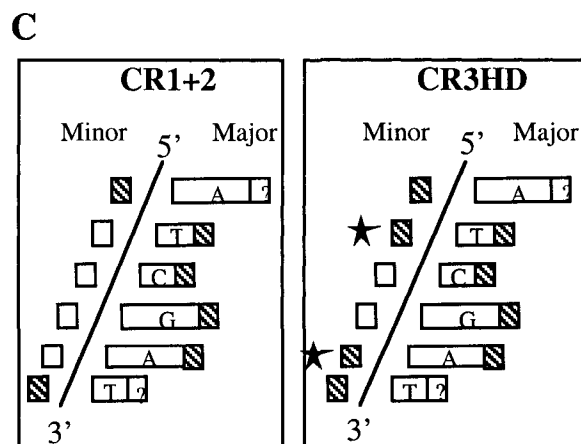 C
CR1+2
Minor 5’ Major
A ?
T
C
G
A
T ?
3’
CR3HD
Minor 5’ Major
A ?
T
C
G
A
T ?
3’